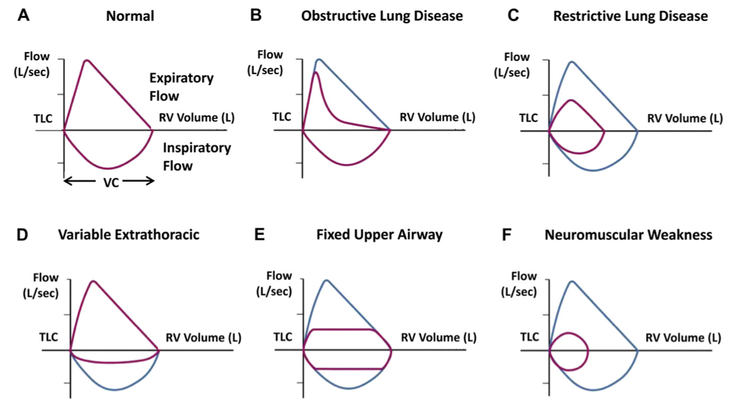 A Normal
Flow
(L/sec)
Expiratory
Flow
TLC RV Volume (L)
Inspiratory
Flow
VC
B Obstructive Lung Disease
Flow
(L/sec)
TLC RV Volume (L)
C Restrictive Lung Disease
Flow
(L/sec)
TLC RV Volume (L)
D Variable Extrathoracic
Flow
(L/sec)
TLC RV Volume (L)
E Fixed Upper Airway
Flow
(L/sec)
TLC RV Volume (L)
F Neuromuscular Weakness
Flow
(L/sec)
TLC RV Volume (L)